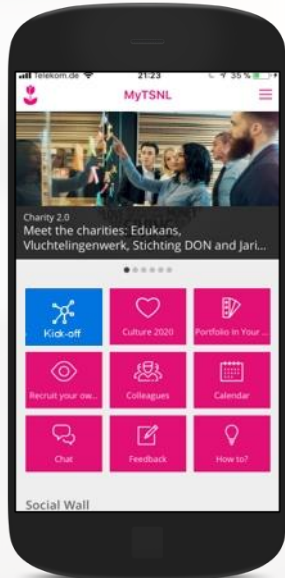 Telekom.de
21:23
35 %
MyTSNL
Charity 2.0
Meet the charities: Edukans,
Vluchtelingenwerk, Stichting DON and Jari...
Kick-off
Culture 2020
Portfolio In Your ...
Recruit your ow...
Colleagues
Calendar
Chat
Feedback
How to?
Social Wall